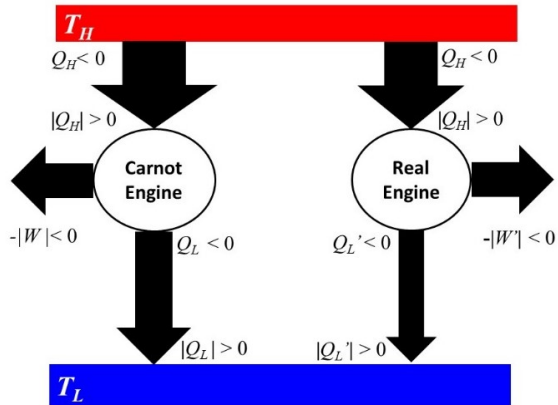 T_H
Q_H< 0
Q_H < 0
|Q_H| > 0
|Q_H| > 0
Carnot
Engine
Real
Engine
-|W|< 0
Q_L < 0
Q_L'< 0
-|W'| < 0
|Q_L| > 0
|Q_L'| > 0
T_L